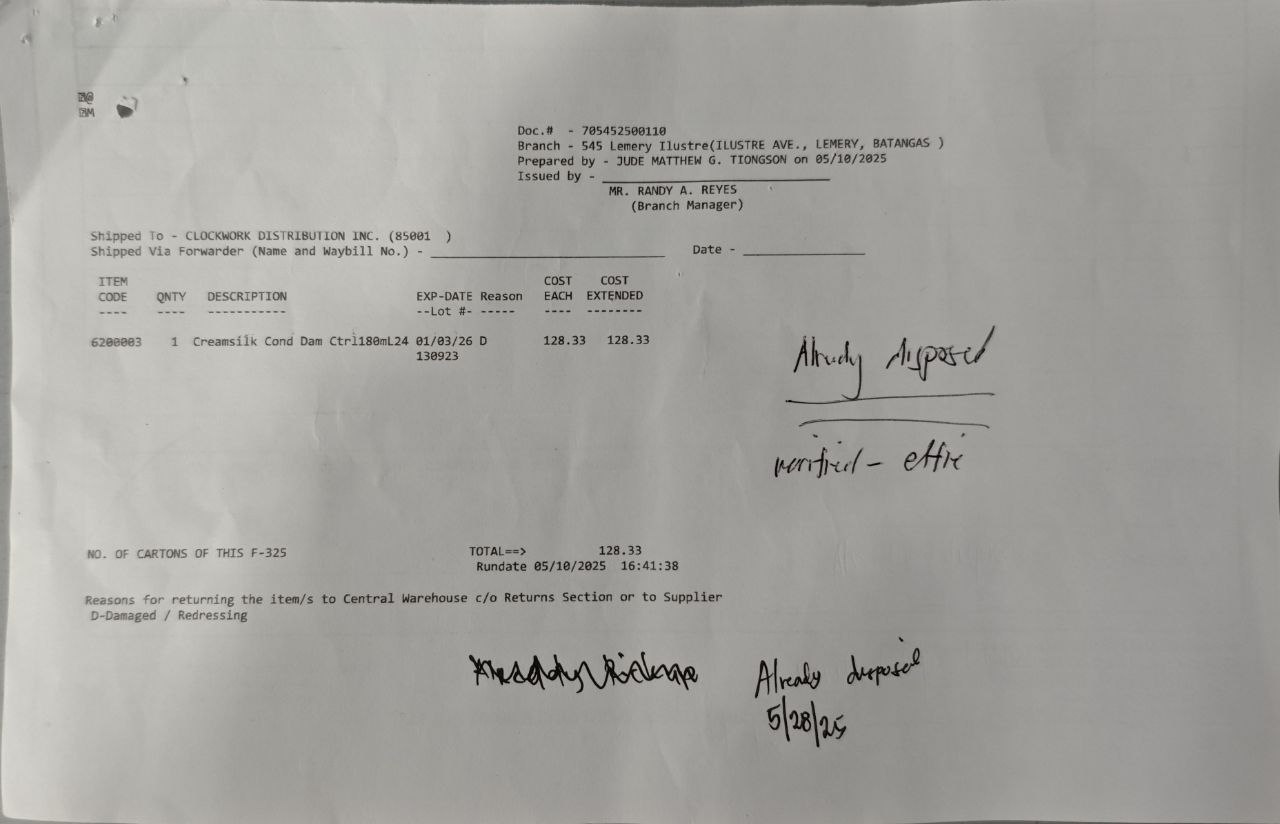 Doc.# - 705452500110
Branch - 545 Lemery Ilustre(ILUSTRE AVE., LEMERY, BATANGAS )
Prepared by - JUDE MATTHEW G. TIONGSON on 05/10/2025
Issued by -
MR. RANDY A. REYES
(Branch Manager)
Shipped To - CLOCKWORK DISTRIBUTION INC. (85001 )
Shipped Via Forwarder (Name and Waybill No.) - Date -
ITEM COST COST
CODE QNTY DESCRIPTION EXP-DATE Reason EACH EXTENDED
---- ---- ----------- --Lot #- ----- ---- --------
6200003 1 Creamsilk Cond Dam Ctrl180mL24 01/03/26 D 128.33 128.33
130923
Already disposed
verified - effie
NO. OF CARTONS OF THIS F-325 TOTAL==> 128.33
Rundate 05/10/2025 16:41:38
Reasons for returning the item/s to Central Warehouse c/o Returns Section or to Supplier
D-Damaged / Redressing
Already disposed
5/28/25